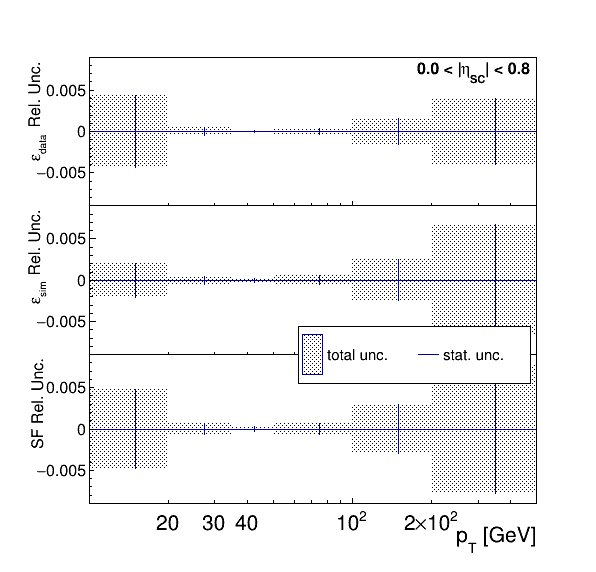 0.0 < |η_SC| < 0.8
ε_data Rel. Unc.
0.005
0
−0.005
ε_sim Rel. Unc.
0.005
0
−0.005
total unc.
stat. unc.
SF Rel. Unc.
0.005
0
−0.005
20 30 40 10² 2×10²
p_T [GeV]